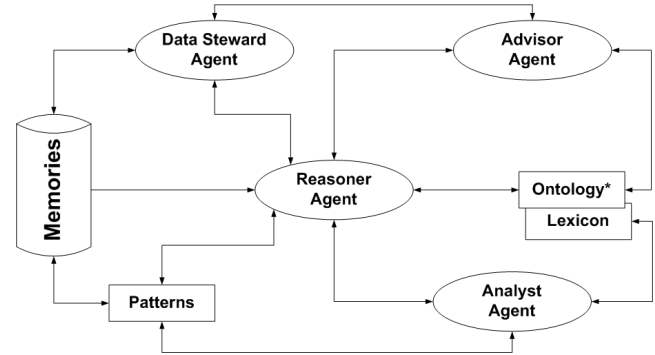 Data Steward
Agent
Advisor
Agent
Memories
Reasoner
Agent
Ontology*
Lexicon
Patterns
Analyst
Agent